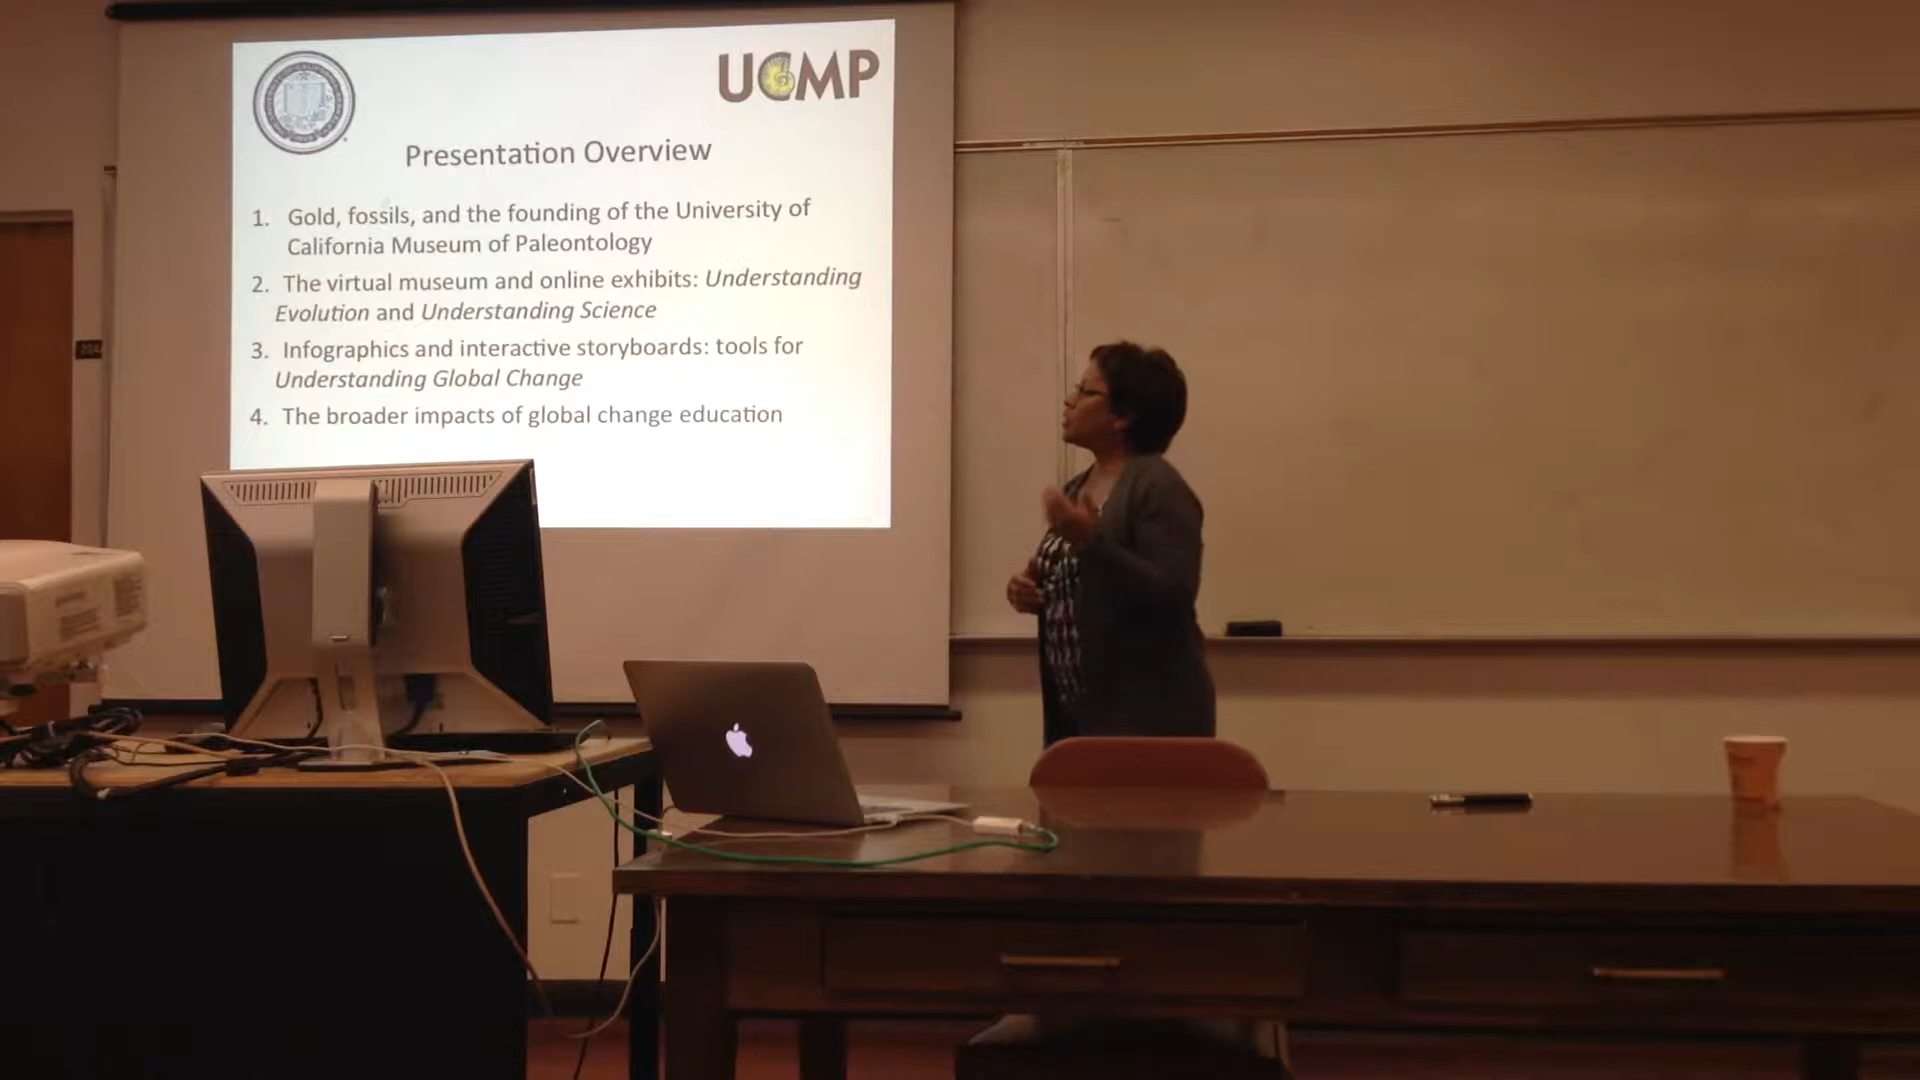 UCMP
Presentation Overview
1. Gold, fossils, and the founding of the University of
California Museum of Paleontology
2. The virtual museum and online exhibits: Understanding
Evolution and Understanding Science
3. Infographics and interactive storyboards: tools for
Understanding Global Change
4. The broader impacts of global change education